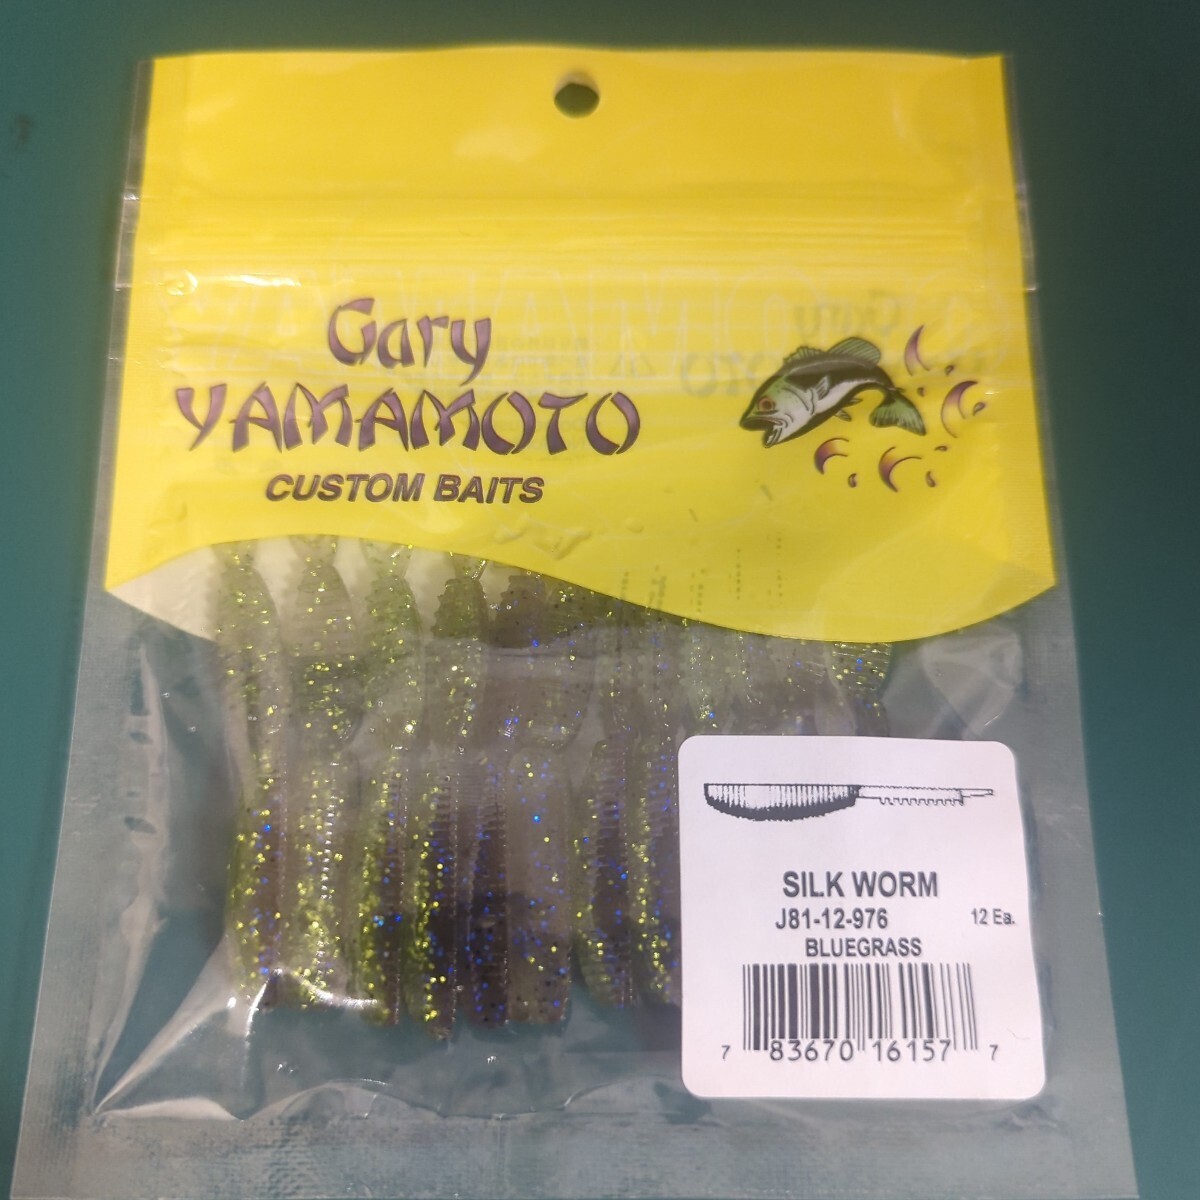 Gary
YAMAMOTO
CUSTOM BAITS
SILK WORM
J81-12-976 12 Ea.
BLUEGRASS
7 83670 16157 7